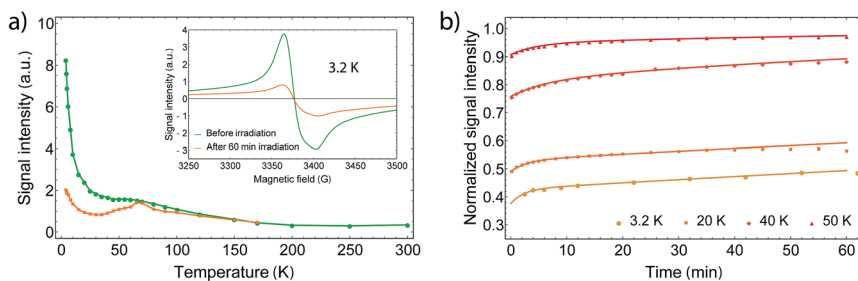 a)
Signal intensity (a.u.)
10
8
6
4
2
0
0
50
100
150
200
250
300
Temperature (K)
Signal intensity (a.u.)
4
3
2
1
0
- 1
- 2
- 3
3.2 K
Before irradiation
After 60 min irradiation
3250
3300
3350
3400
3450
3500
Magnetic field (G)
b)
Normalized signal intensity
1.0
0.9
0.8
0.7
0.6
0.5
0.4
0.3
3.2 K
20 K
40 K
50 K
0
10
20
30
40
50
60
Time (min)